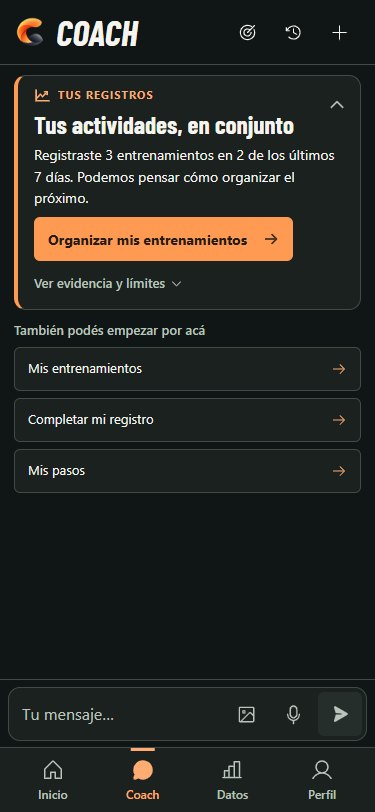 COACH
TUS REGISTROS
Tus actividades, en conjunto
Registraste 3 entrenamientos en 2 de los últimos
7 días. Podemos pensar cómo organizar el
próximo.
Organizar mis entrenamientos
Ver evidencia y límites
También podés empezar por acá
Mis entrenamientos
Completar mi registro
Mis pasos
Tu mensaje...
Inicio
Coach
Datos
Perfil